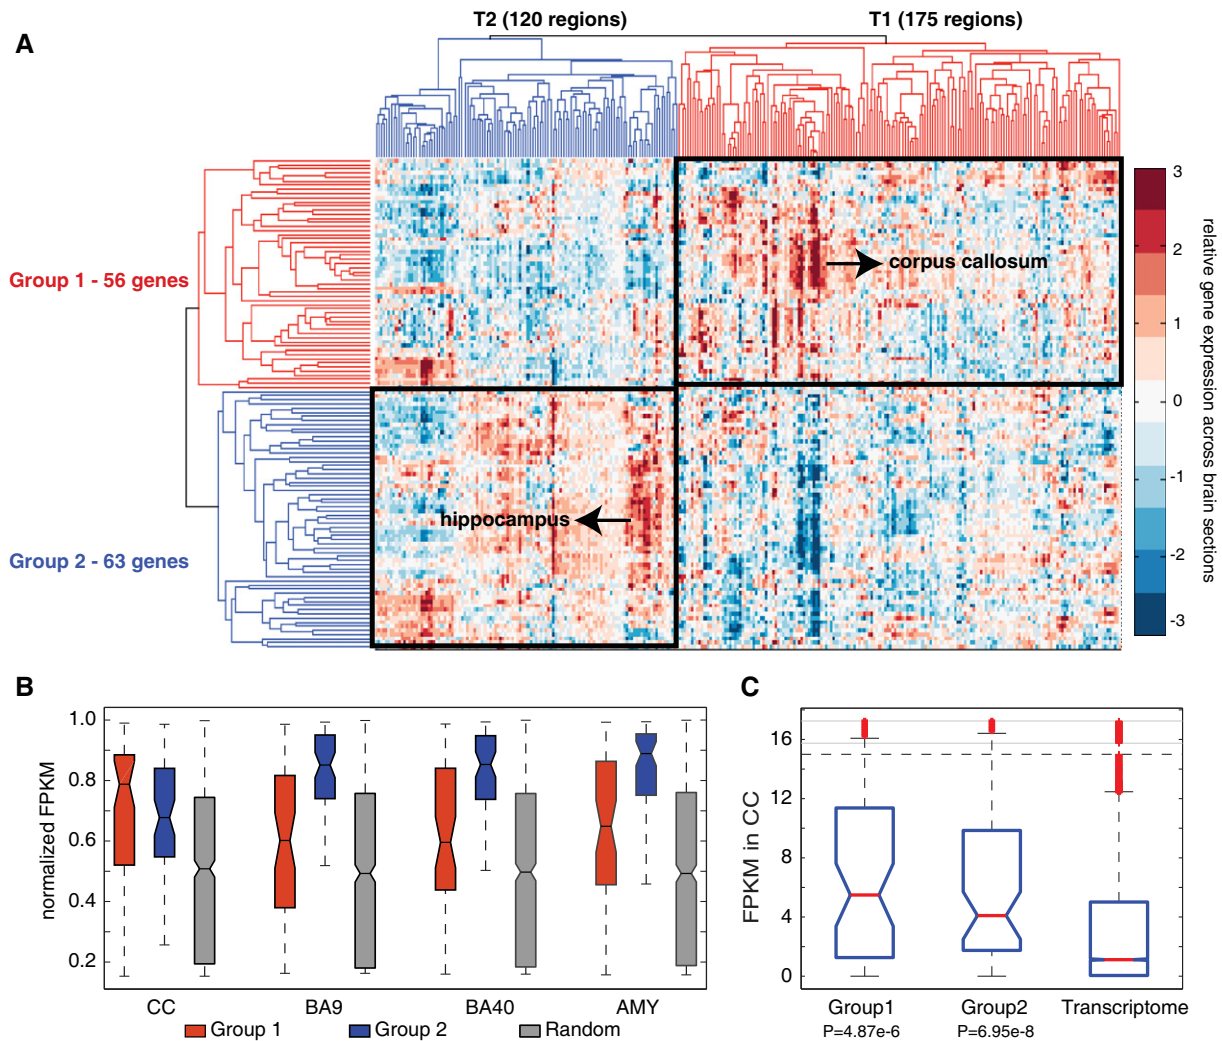 A
T2 (120 regions)
T1 (175 regions)
Group 1 - 56 genes
Group 2 - 63 genes
corpus callosum
hippocampus
3
2
1
0
-1
-2
-3
relative gene expression across brain sections
B
normalized FPKM
1.0
0.8
0.6
0.4
0.2
CC
BA9
BA40
AMY
Group 1
Group 2
Random
C
FPKM in CC
16
12
8
4
0
Group1
Group2
Transcriptome
P=4.87e-6
P=6.95e-8